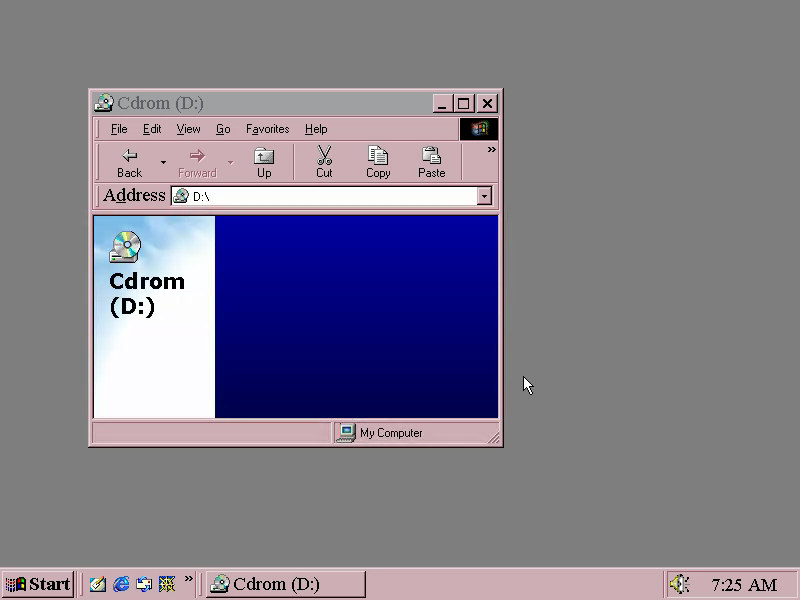 Cdrom (D:)
File Edit View Go Favorites Help
Back Forward Up Cut Copy Paste »
Address D:\
Cdrom
(D:)
My Computer
Start » Cdrom (D:) 7:25 AM